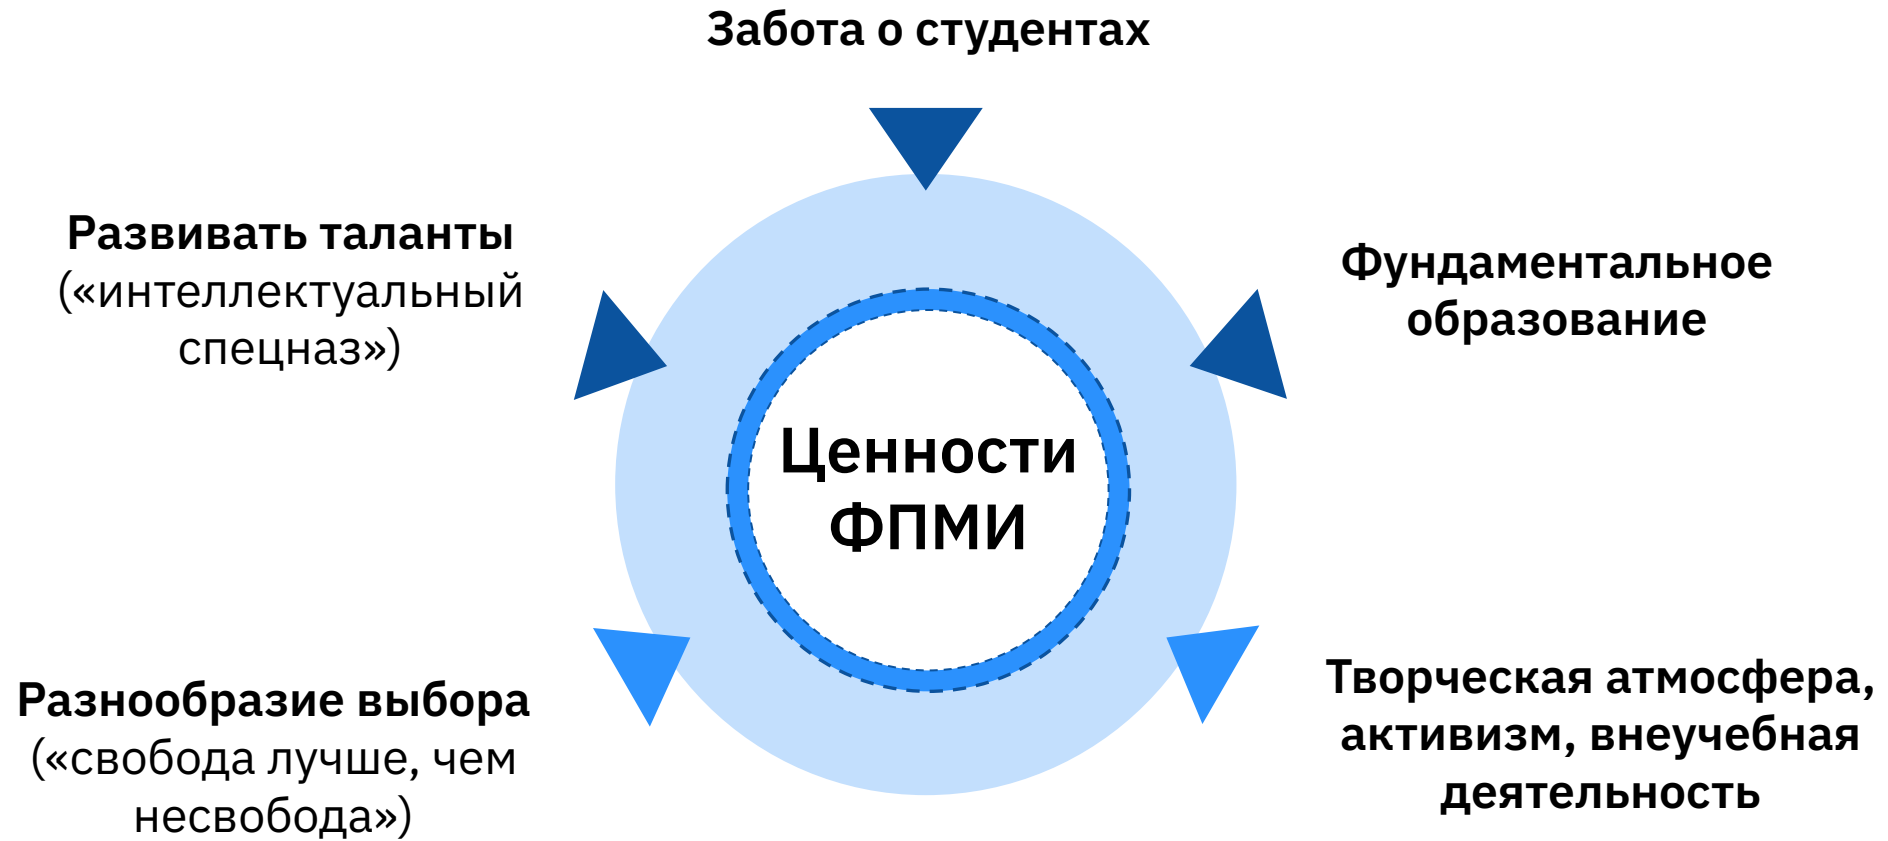 Забота о студентах
Развивать таланты
(«интеллектуальный
спецназ»)
Фундаментальное
образование
Ценности
ФПМИ
Разнообразие выбора
(«свобода лучше, чем
несвобода»)
Творческая атмосфера,
активизм, внеучебная
деятельность